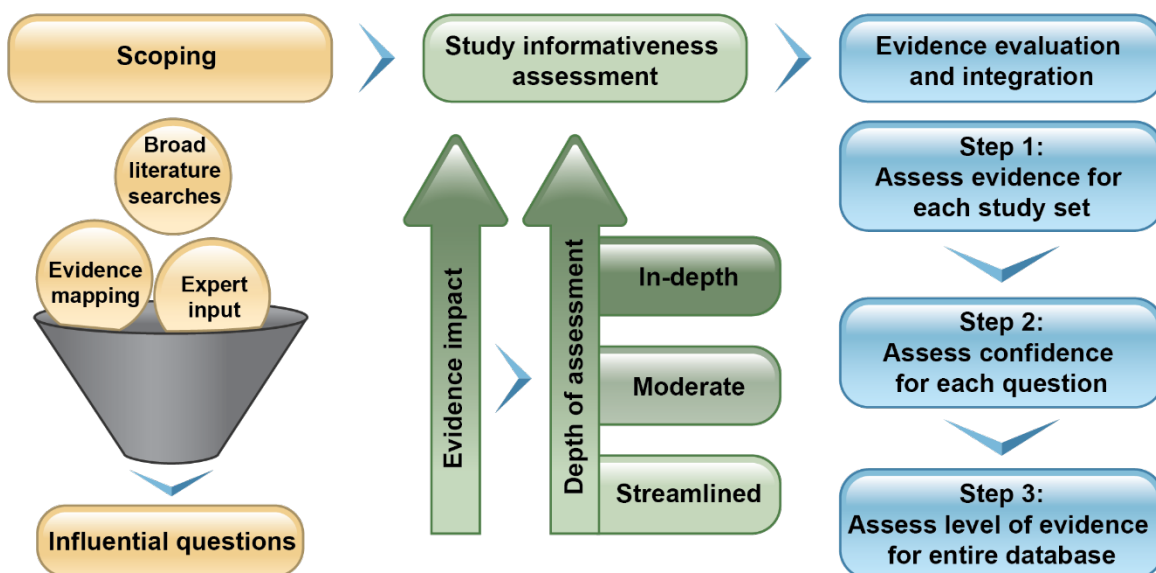 Scoping
Broad
literature
searches
Evidence
mapping
Expert
input
Influential questions
Study informativeness
assessment
Evidence impact
Depth of assessment
In-depth
Moderate
Streamlined
Evidence evaluation
and integration
Step 1:
Assess evidence for
each study set
Step 2:
Assess confidence
for each question
Step 3:
Assess level of evidence
for entire database